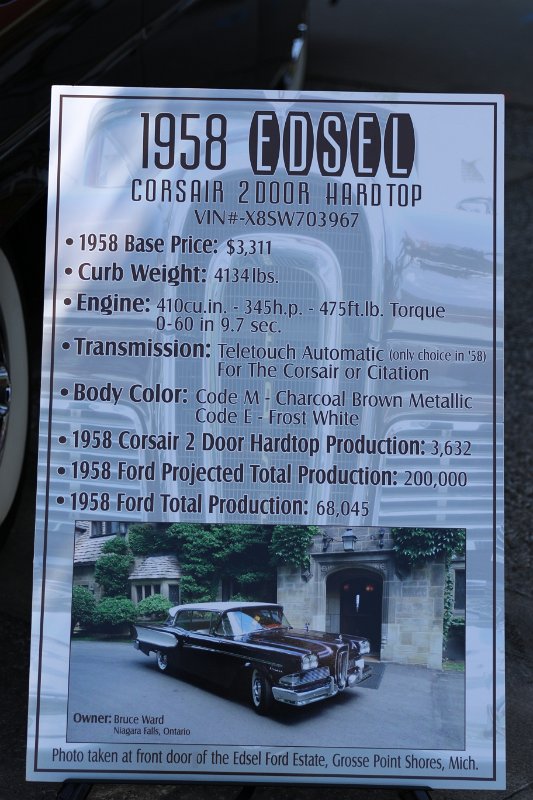 1958 EDSEL
CORSAIR 2DOOR HARDTOP
VIN#-X8SW703967
• 1958 Base Price: $3,311
• Curb Weight: 4134lbs.
• Engine: 410cu.in. - 345h.p. - 475ft.lb. Torque
0-60 in 9.7 sec.
• Transmission: Teletouch Automatic (only choice in '58)
For The Corsair or Citation
• Body Color: Code M - Charcoal Brown Metallic
Code E - Frost White
• 1958 Corsair 2 Door Hardtop Production: 3,632
• 1958 Ford Projected Total Production: 200,000
• 1958 Ford Total Production: 68,045
Owner: Bruce Ward
Niagara Falls, Ontario
Photo taken at front door of the Edsel Ford Estate, Grosse Point Shores, Mich.